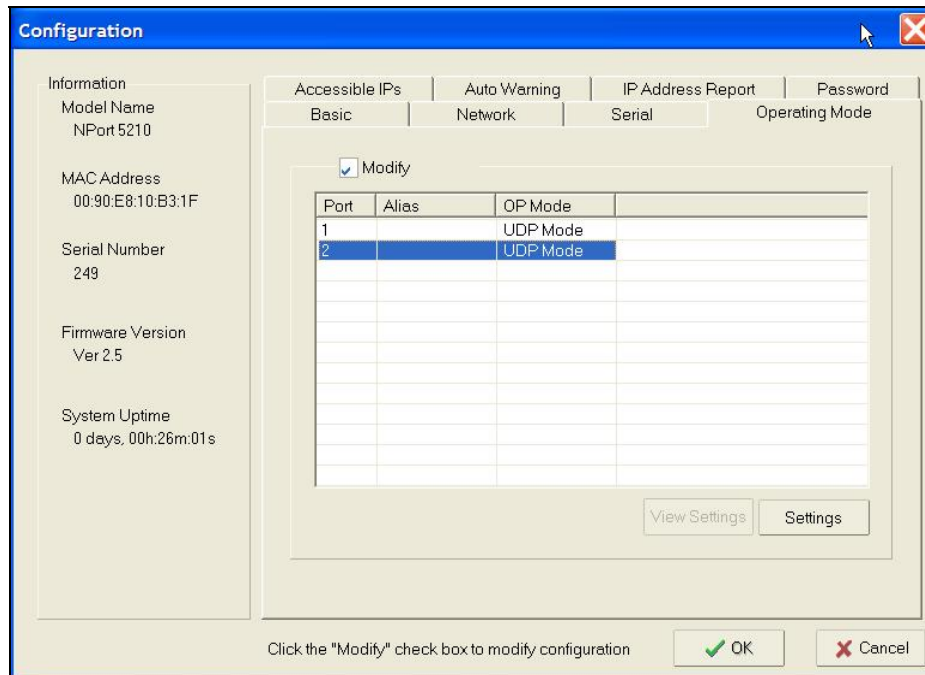 Configuration
Information
Model Name
NPort 5210
MAC Address
00:90:E8:10:B3:1F
Serial Number
249
Firmware Version
Ver 2.5
System Uptime
0 days, 00h:26m:01s
Accessible IPs Auto Warning IP Address Report Password
Basic Network Serial Operating Mode
Modify
Port Alias OP Mode
1 UDP Mode
2 UDP Mode
View Settings Settings
Click the "Modify" check box to modify configuration OK Cancel